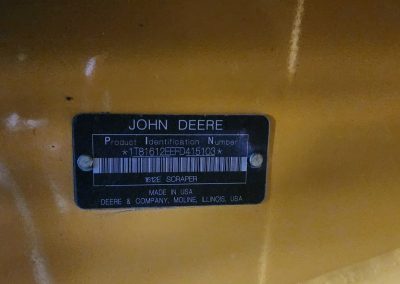 JOHN DEERE
Product Identification Number
*1T81612EEFD415103*
1612E SCRAPER
MADE IN USA
DEERE & COMPANY, MOLINE, ILLINOIS, USA